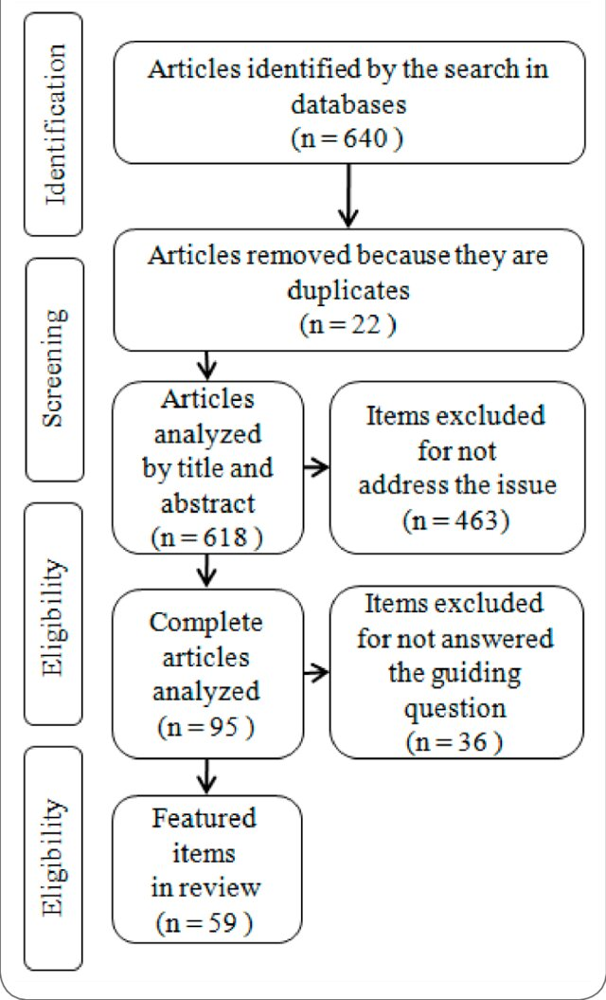 Identification
Articles identified by the search in
databases
(n = 640 )
Screening
Articles removed because they are
duplicates
(n = 22 )
Articles
analyzed
by title and
abstract
(n = 618 )
Items excluded
for not
address the issue
(n = 463)
Eligibility
Complete
articles
analyzed
(n = 95 )
Items excluded
for not answered
the guiding
question
(n = 36 )
Eligibility
Featured
items
in review
(n = 59 )